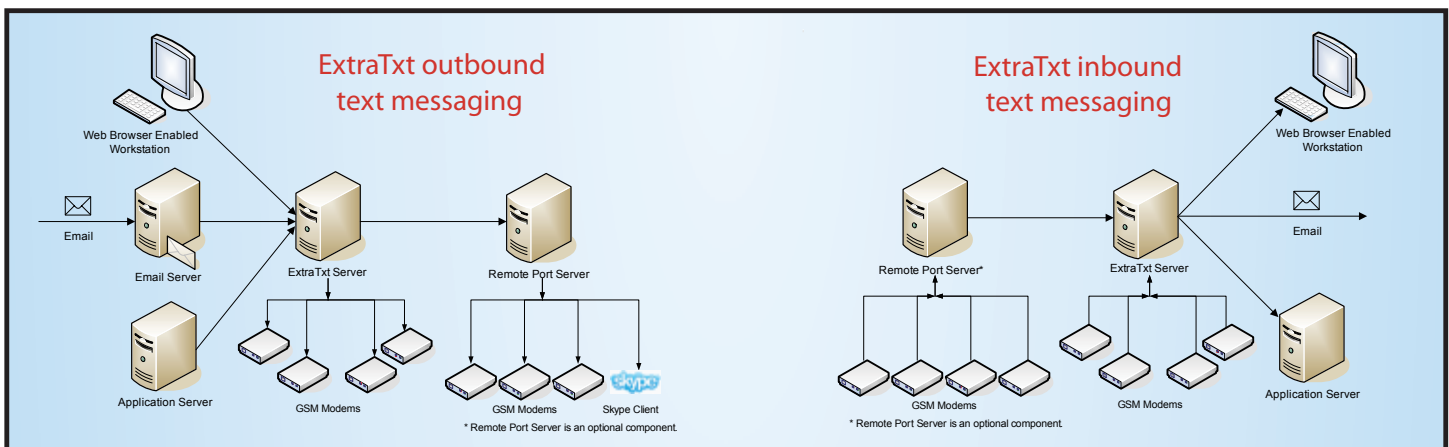 ExtraTxt outbound
text messaging
Web Browser Enabled
Workstation
Email
Email Server
ExtraTxt Server
Remote Port Server
Application Server
GSM Modems
GSM Modems
skype
Skype Client
* Remote Port Server is an optional component.
ExtraTxt inbound
text messaging
Web Browser Enabled
Workstation
Remote Port Server*
ExtraTxt Server
Email
GSM Modems
GSM Modems
Application Server
* Remote Port Server is an optional component.